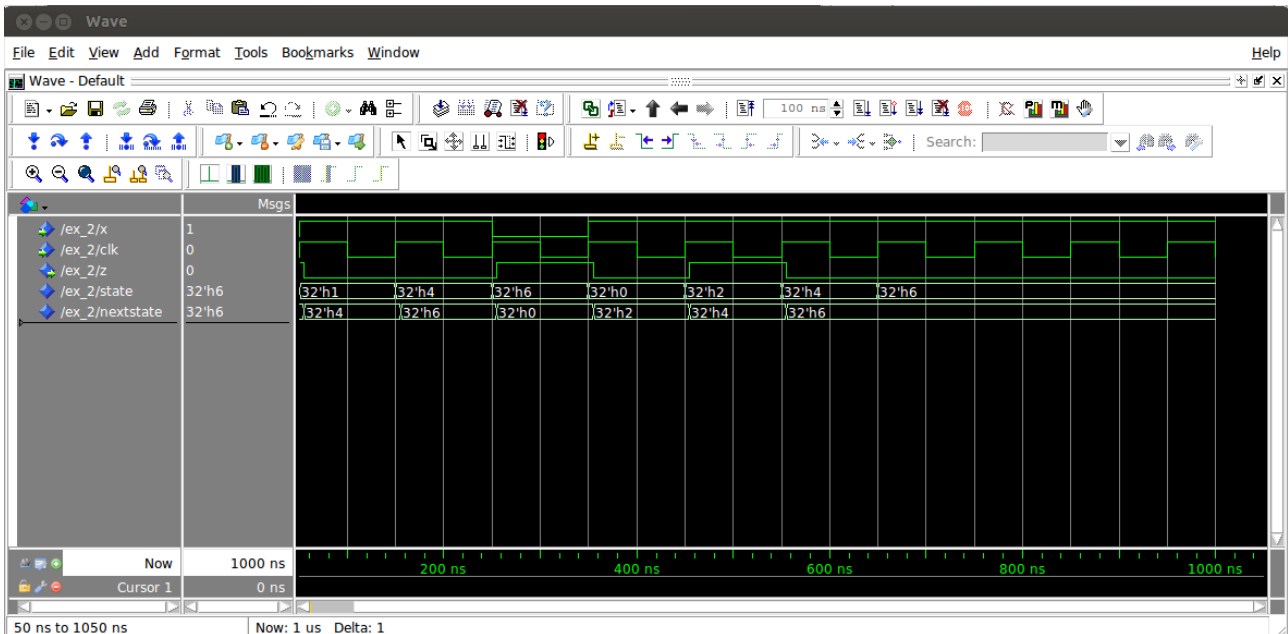 Wave
File Edit View Add Format Tools Bookmarks Window Help
Wave - Default
100 ns
Search:
Msgs
/ex_2/x 1
/ex_2/clk 0
/ex_2/z 0
/ex_2/state 32'h6 32'h1 32'h4 32'h6 32'h0 32'h2 32'h4 32'h6
/ex_2/nextstate 32'h6 32'h4 32'h6 32'h0 32'h2 32'h4 32'h6
Now 1000 ns 200 ns 400 ns 600 ns 800 ns 1000 ns
Cursor 1 0 ns
50 ns to 1050 ns Now: 1 us Delta: 1